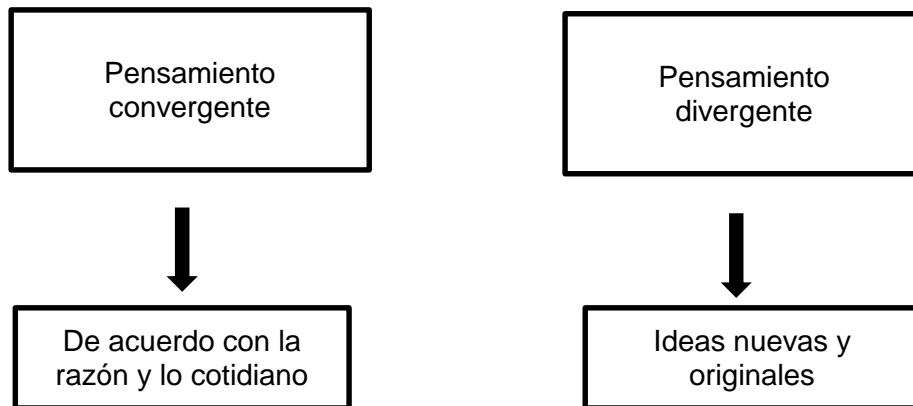 Pensamiento
convergente
Pensamiento
divergente
De acuerdo con la
razón y lo cotidiano
Ideas nuevas y
originales